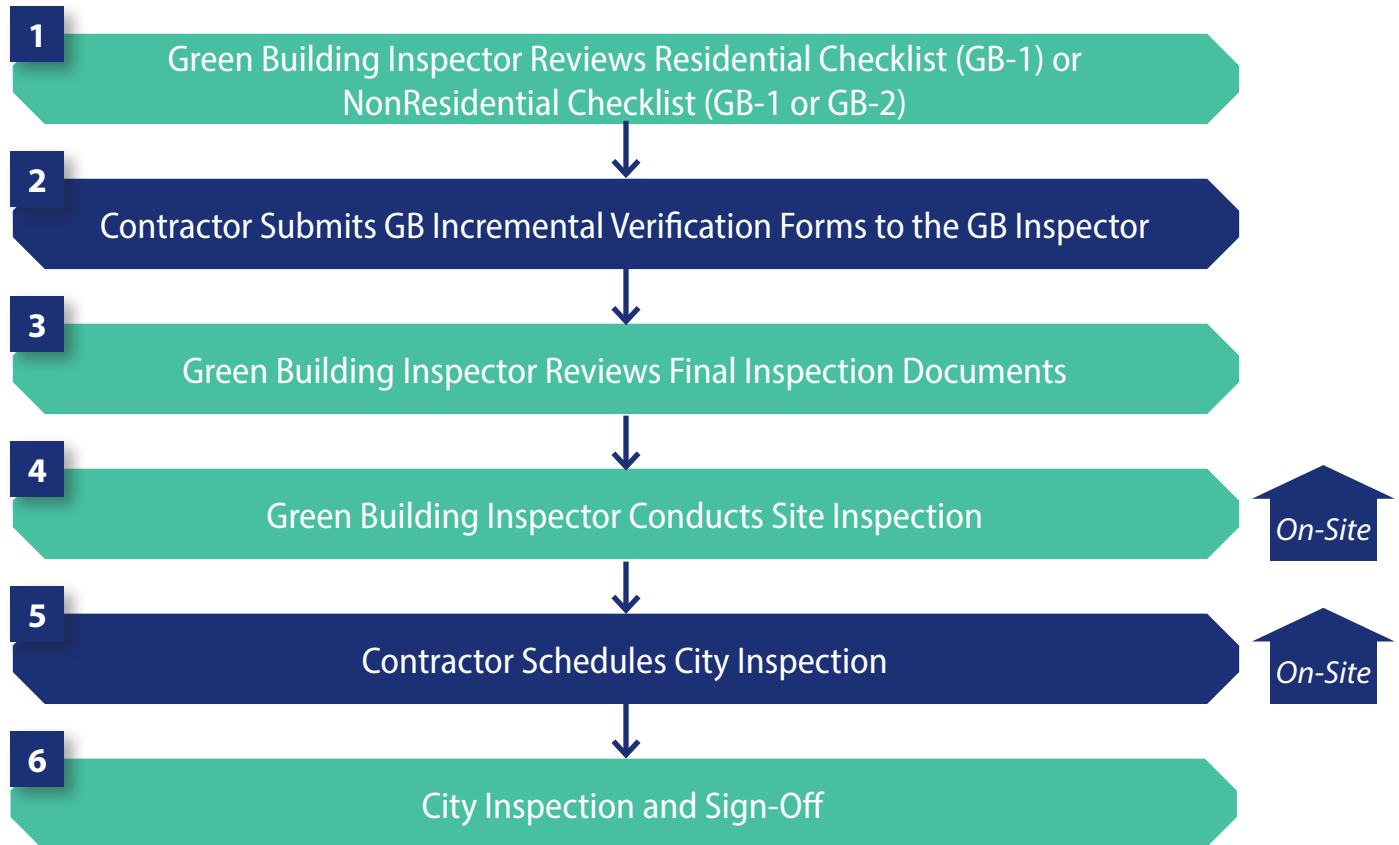 1
Green Building Inspector Reviews Residential Checklist (GB-1) or
NonResidential Checklist (GB-1 or GB-2)
2
Contractor Submits GB Incremental Verification Forms to the GB Inspector
3
Green Building Inspector Reviews Final Inspection Documents
4
Green Building Inspector Conducts Site Inspection
On-Site
5
Contractor Schedules City Inspection
On-Site
6
City Inspection and Sign-Off